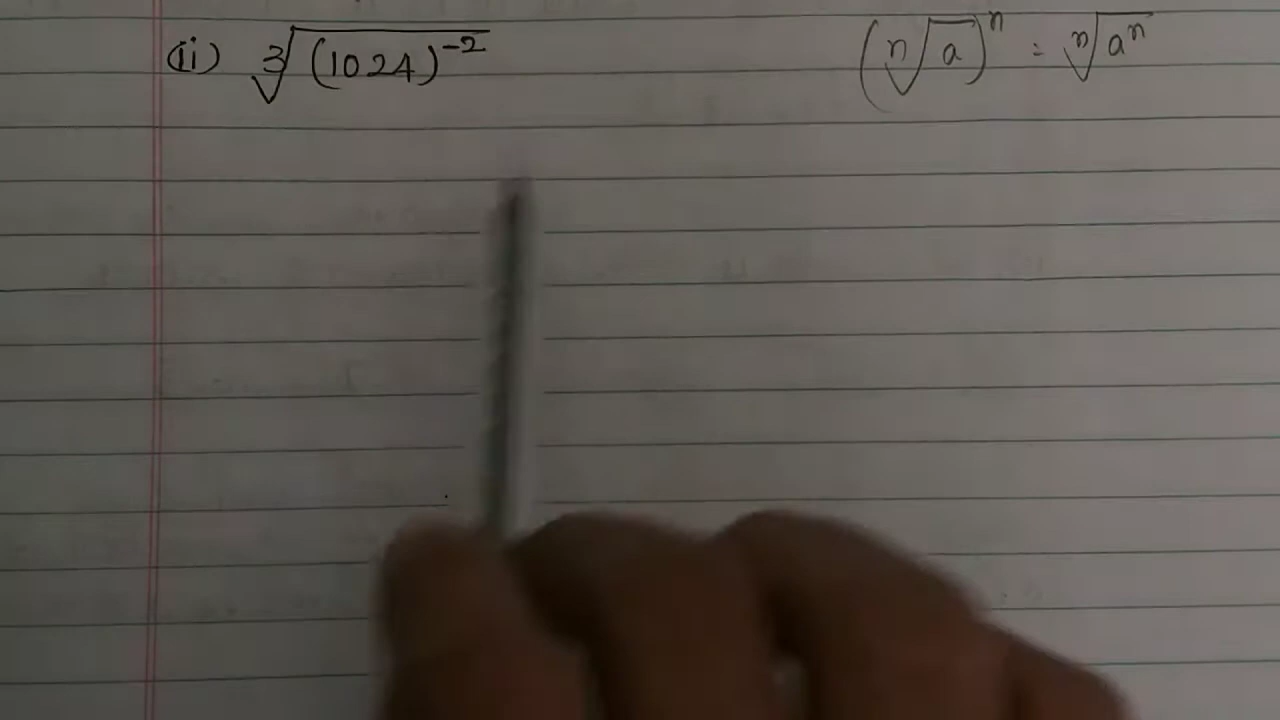 (ii) ∛(1024)⁻² (ⁿ√a)ⁿ = ⁿ√aⁿ